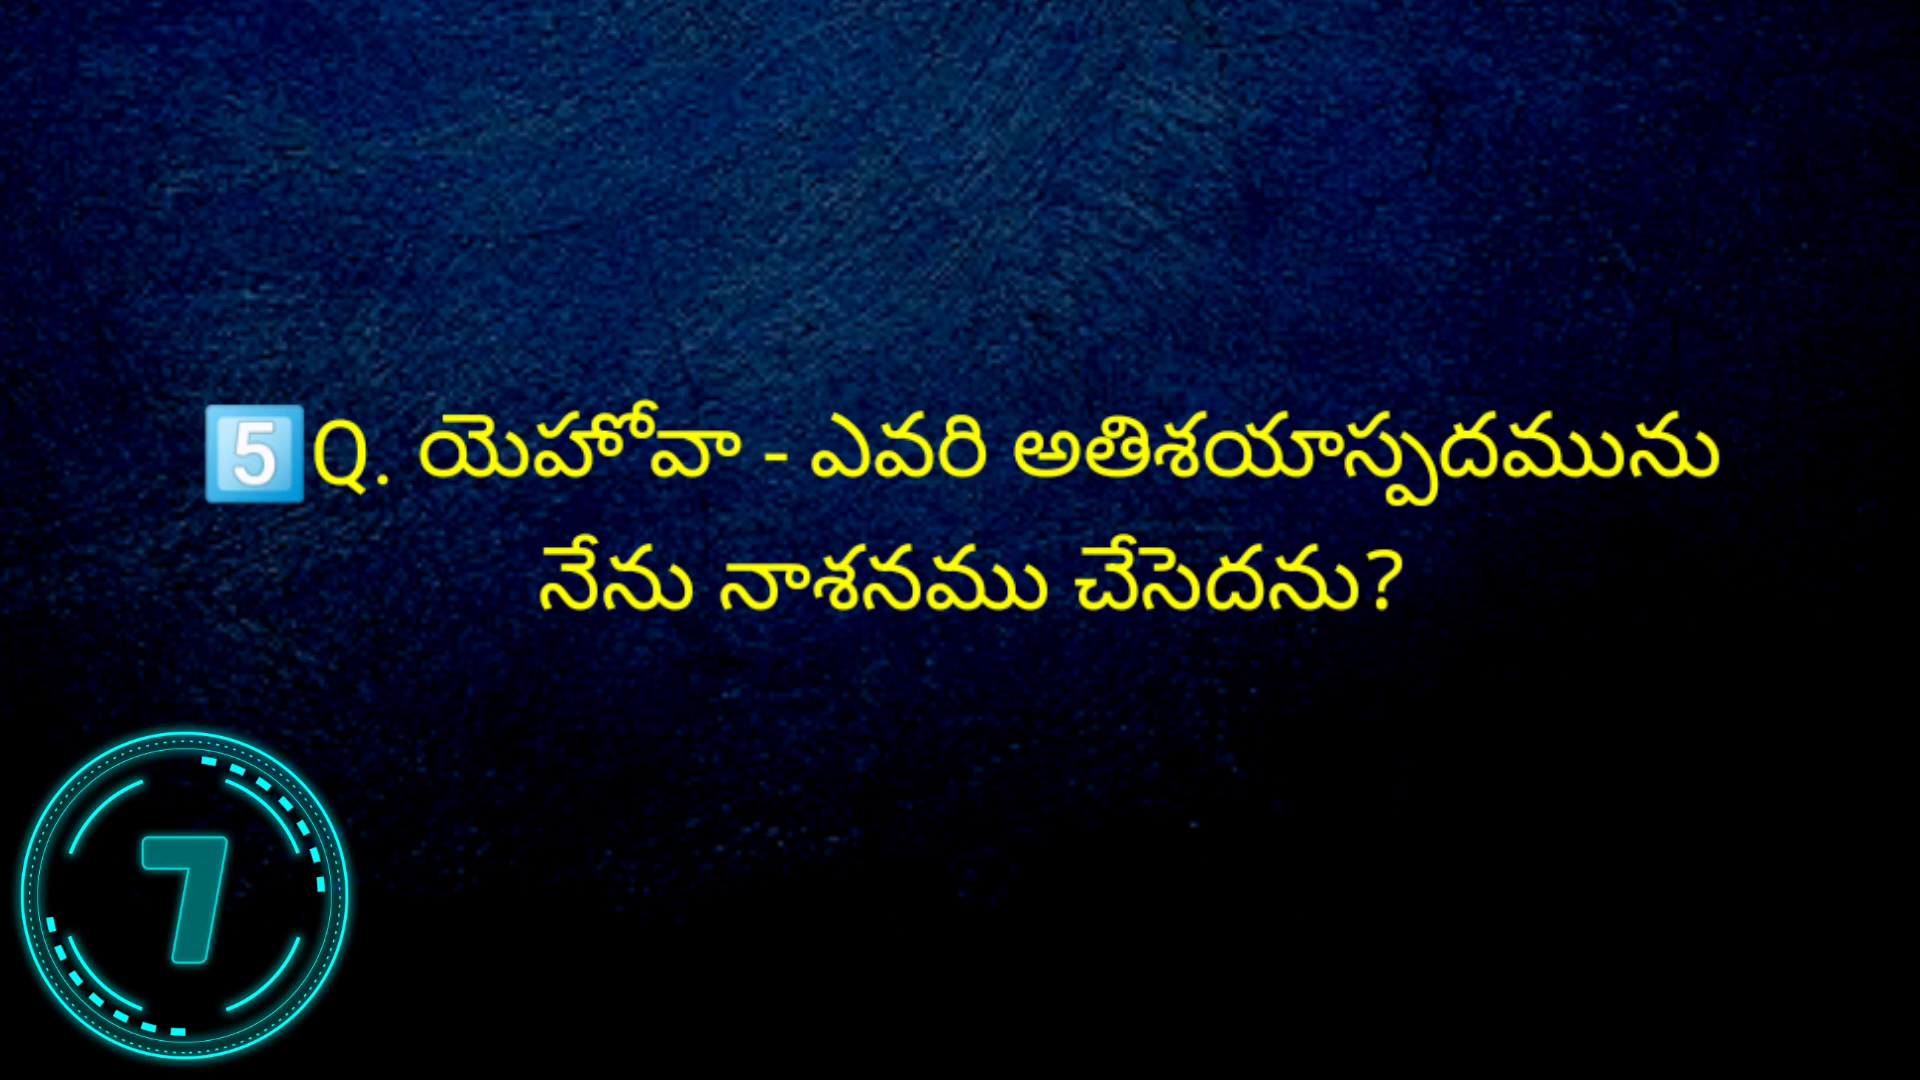 5️⃣Q. యెహోవా - ఎవరి అతిశయాస్పదమును
నేను నాశనము చేసెదను?
7